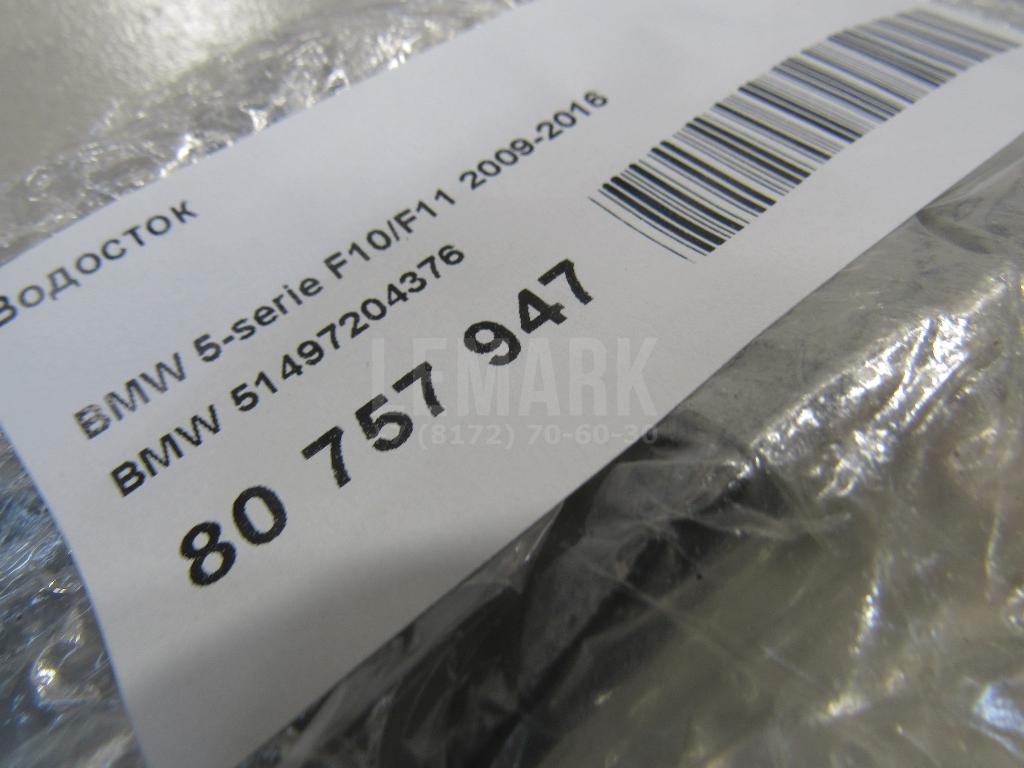 Водосток
BMW 5-serie F10/F11 2009-2016
BMW 51497204376
80 757 947
LEMARK
(8172) 70-60-30